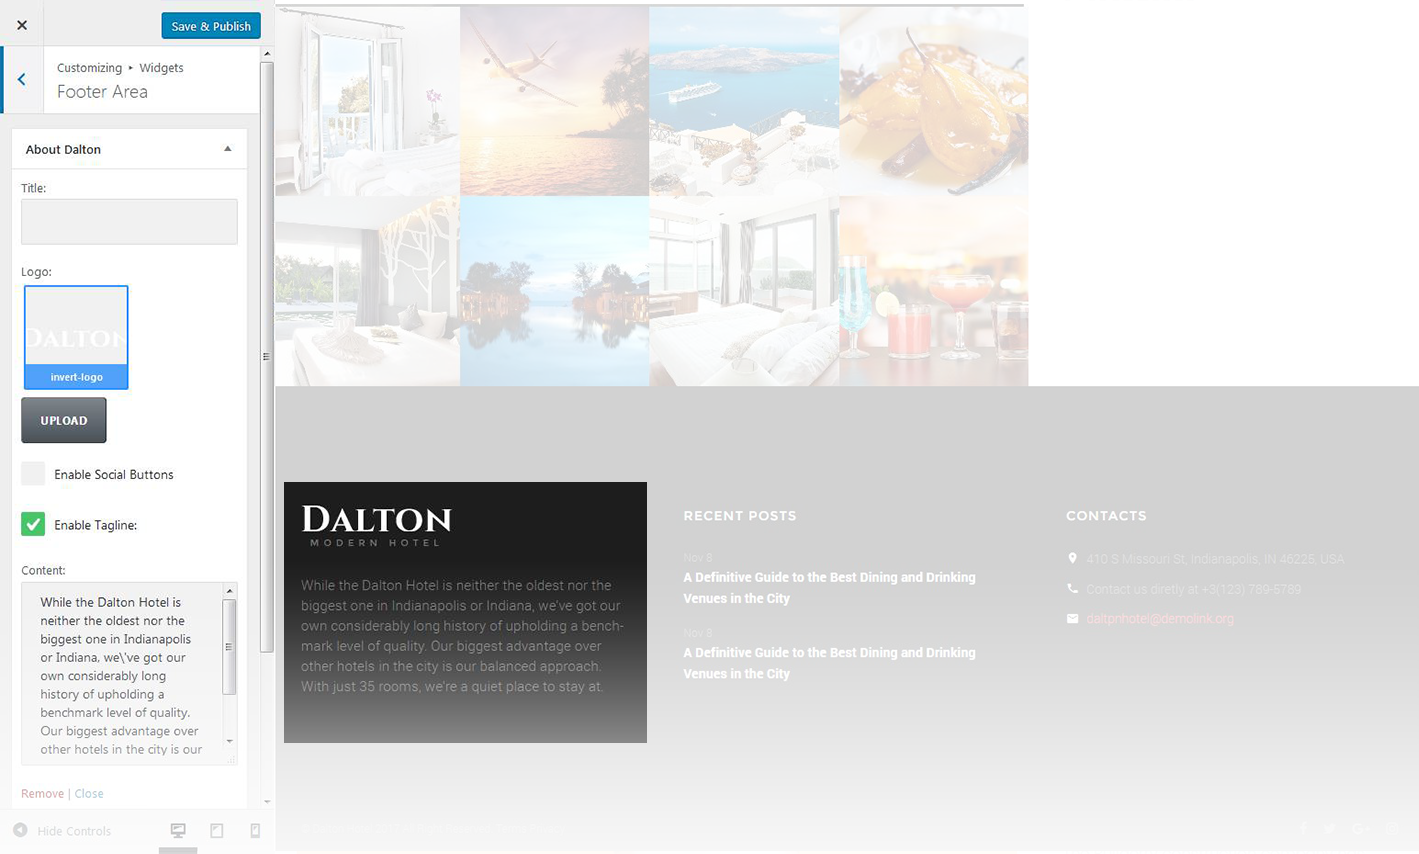 Save & Publish
Customizing ▸ Widgets
Footer Area
About Dalton
Title:
Logo:
DALTON
invert-logo
UPLOAD
Enable Social Buttons
Enable Tagline:
Content:
While the Dalton Hotel is
neither the oldest nor the
biggest one in Indianapolis
or Indiana, we\'ve got our
own considerably long
history of upholding a
benchmark level of quality.
Our biggest advantage over
other hotels in the city is our
Remove | Close
Hide Controls
DALTON
MODERN HOTEL
While the Dalton Hotel is neither the oldest nor the
biggest one in Indianapolis or Indiana, we've got our
own considerably long history of upholding a bench-
mark level of quality. Our biggest advantage over
other hotels in the city is our balanced approach.
With just 35 rooms, we're a quiet place to stay at.
RECENT POSTS
Nov 8
A Definitive Guide to the Best Dining and Drinking
Venues in the City
Nov 8
A Definitive Guide to the Best Dining and Drinking
Venues in the City
CONTACTS
410 S Missouri St, Indianapolis, IN 46225, USA
Contact us diretly at +3(123) 789-5789
daltpnhotel@demolink.org